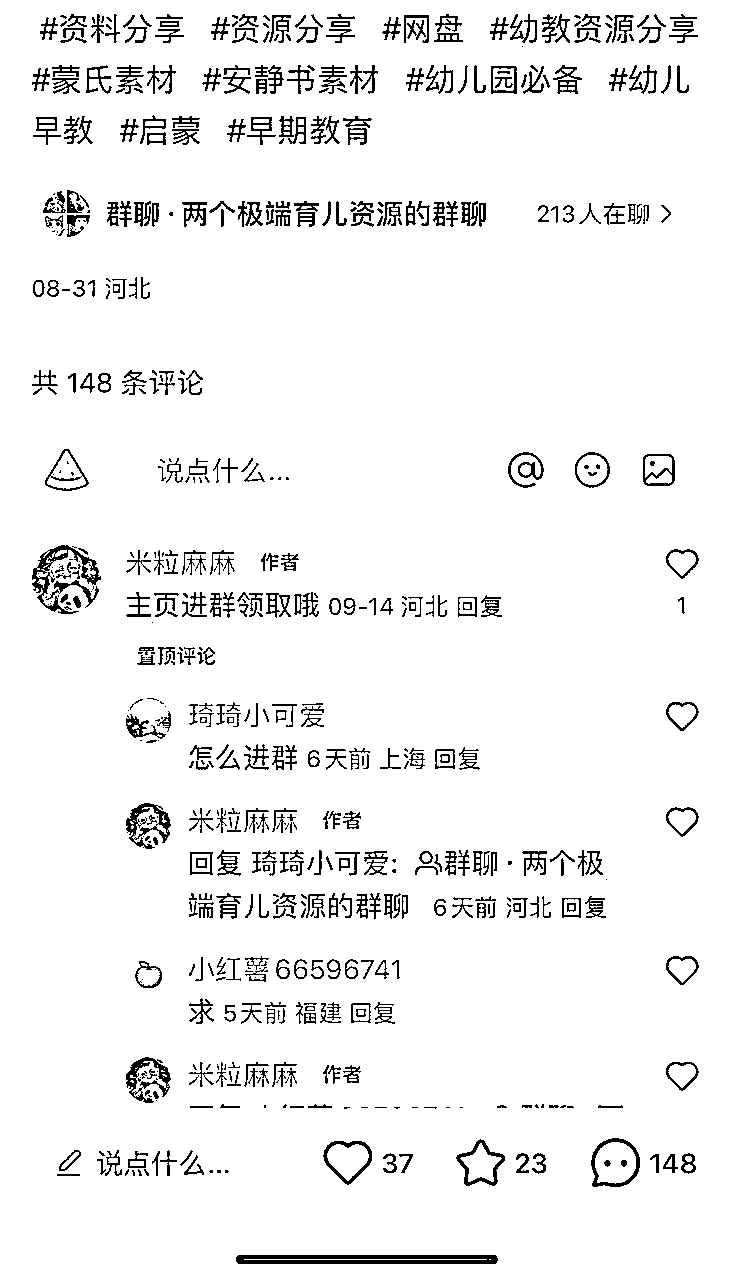 #资料分享 #资源分享 #网盘 #幼教资源分享
#蒙氏素材 #安静书素材 #幼儿园必备 #幼儿
早教 #启蒙 #早期教育
群聊 · 两个极端育儿资源的群聊 213人在聊 >
08-31 河北
共 148 条评论
说点什么...
米粒麻麻 作者
主页进群领取哦 09-14 河北 回复
1
置顶评论
琦琦小可爱
怎么进群 6天前 上海 回复
米粒麻麻 作者
回复 琦琦小可爱: 群聊 · 两个极
端育儿资源的群聊 6天前 河北 回复
小红薯66596741
求 5天前 福建 回复
米粒麻麻 作者
说点什么... 37 23 148